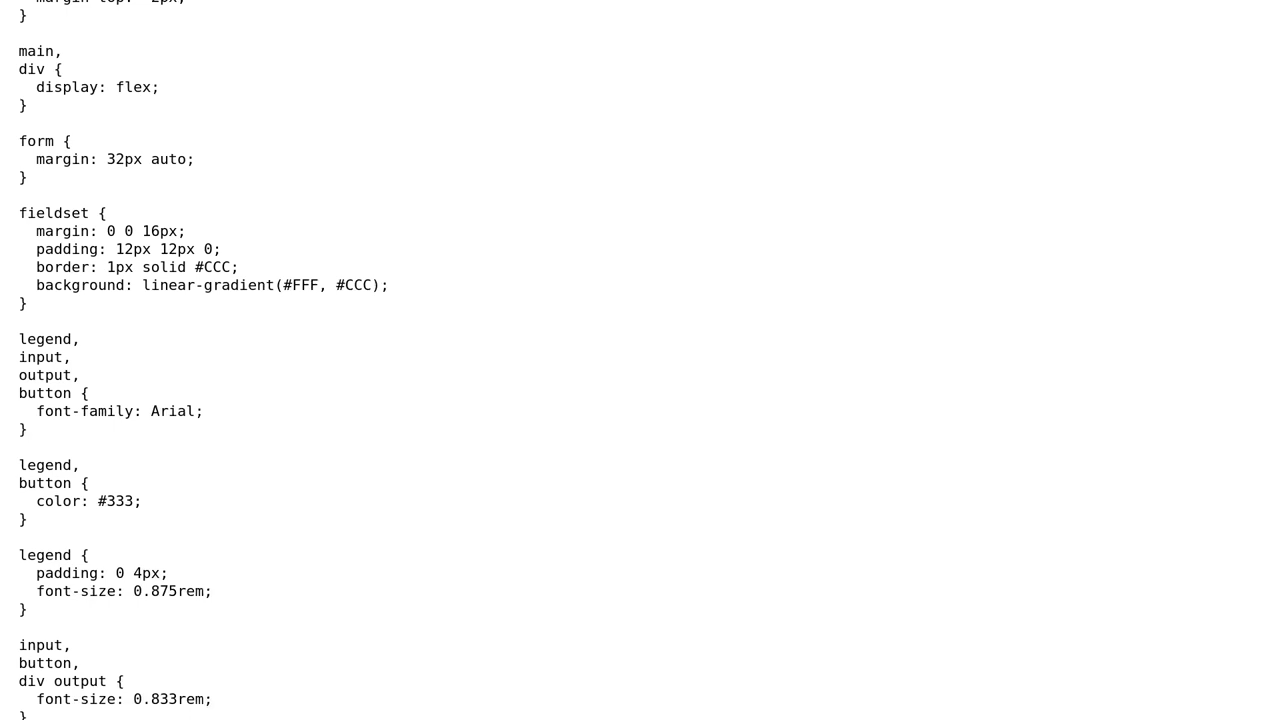 }

main,
div {
  display: flex;
}

form {
  margin: 32px auto;
}

fieldset {
  margin: 0 0 16px;
  padding: 12px 12px 0;
  border: 1px solid #CCC;
  background: linear-gradient(#FFF, #CCC);
}

legend,
input,
output,
button {
  font-family: Arial;
}

legend,
button {
  color: #333;
}

legend {
  padding: 0 4px;
  font-size: 0.875rem;
}

input,
button,
div output {
  font-size: 0.833rem;
}